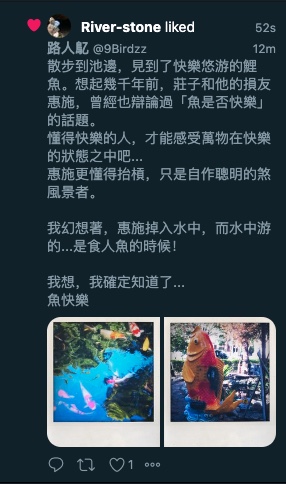 River-stone liked 52s
路人鳦 @9Birdzz 12m
散步到池邊，見到了快樂悠游的鯉
魚。想起幾千年前，莊子和他的損友
惠施，曾經也辯論過「魚是否快樂」
的話題。
懂得快樂的人，才能感受萬物在快樂
的狀態之中吧...
惠施更懂得抬槓，只是自作聰明的煞
風景者。
我幻想著，惠施掉入水中，而水中游
的...是食人魚的時候！
我想，我確定知道了...
魚快樂
1